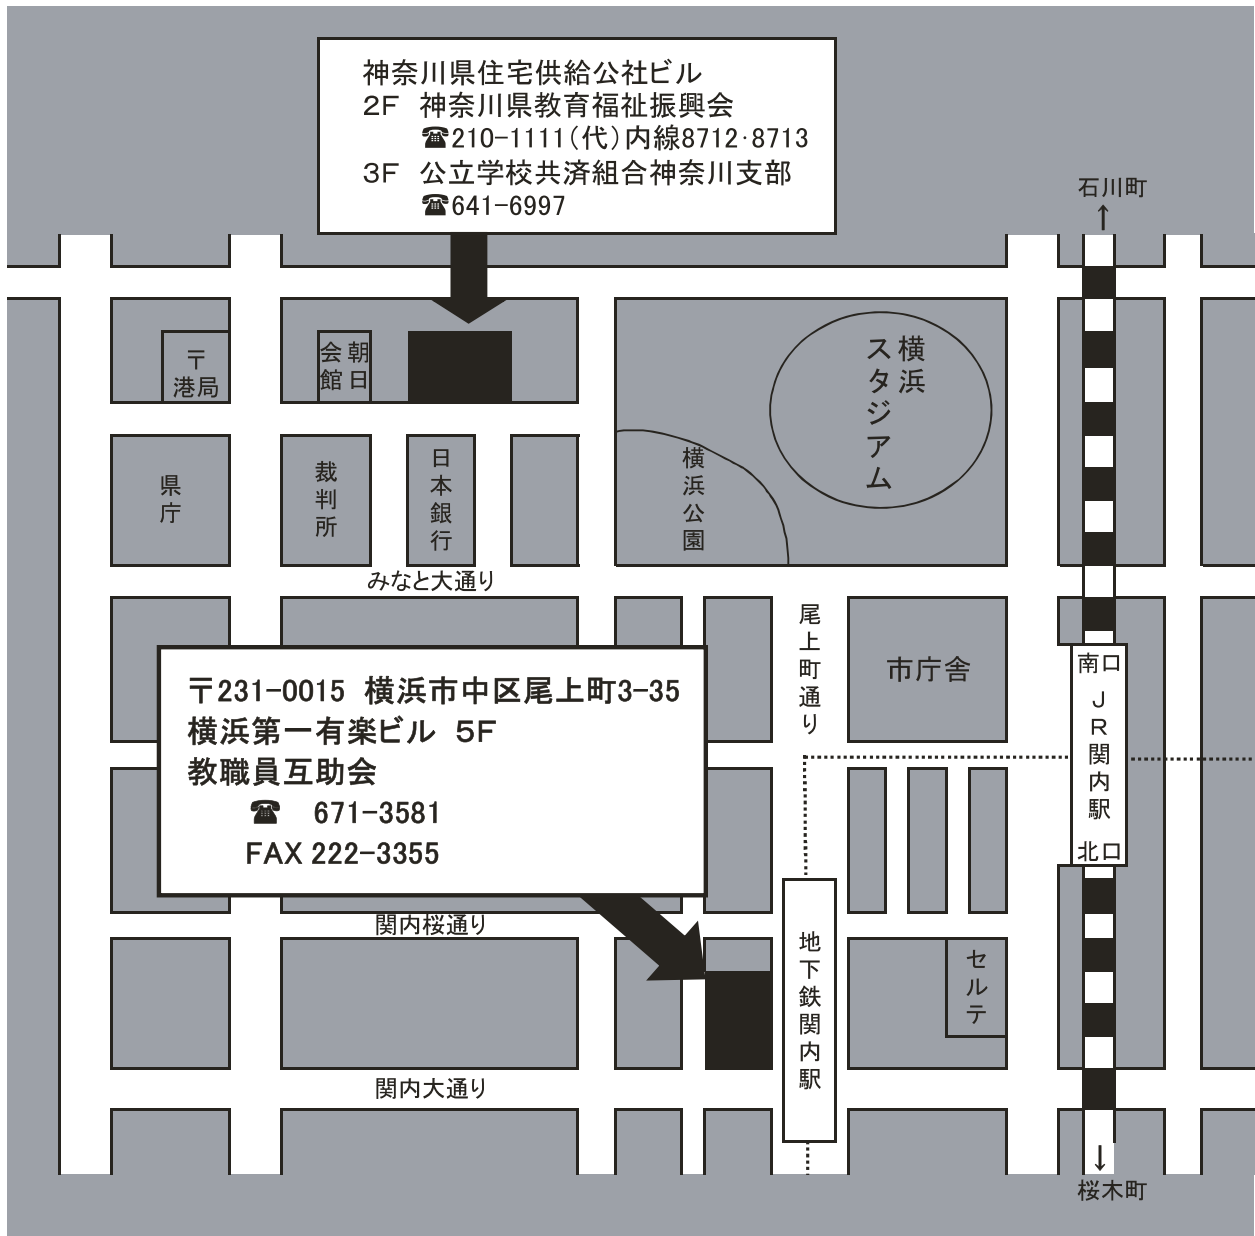 神奈川県住宅供給公社ビル
2F 神奈川県教育福祉振興会
☎210-1111(代)内線8712・8713
3F 公立学校共済組合神奈川支部
☎641-6997
石川町
↑
〒
港局
朝日
会館
横浜
スタジアム
県庁
裁判所
日本銀行
横浜公園
みなと大通り
尾上町通り
市庁舎
南口
JR関内駅
北口
〒231-0015 横浜市中区尾上町3-35
横浜第一有楽ビル 5F
教職員互助会
☎ 671-3581
FAX 222-3355
関内桜通り
地下鉄関内駅
セルテ
関内大通り
↓
桜木町